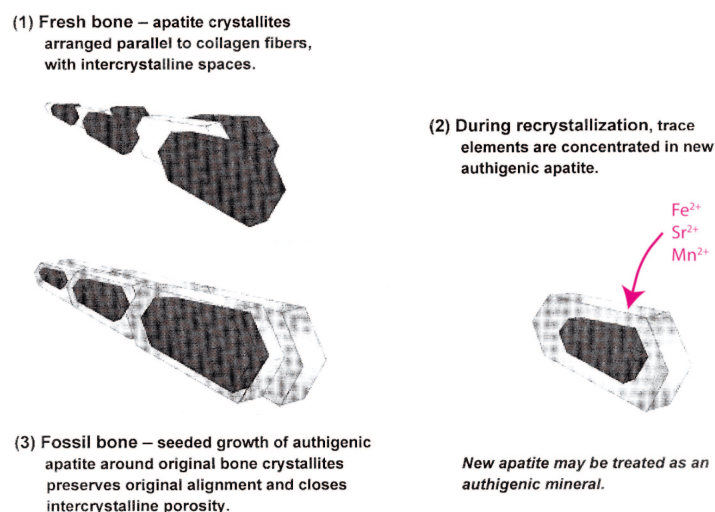 (1) Fresh bone – apatite crystallites
arranged parallel to collagen fibers,
with intercrystalline spaces.
(2) During recrystallization, trace
elements are concentrated in new
authigenic apatite.
Fe²⁺
Sr²⁺
Mn²⁺
(3) Fossil bone – seeded growth of authigenic
apatite around original bone crystallites
preserves original alignment and closes
intercrystalline porosity.
New apatite may be treated as an
authigenic mineral.